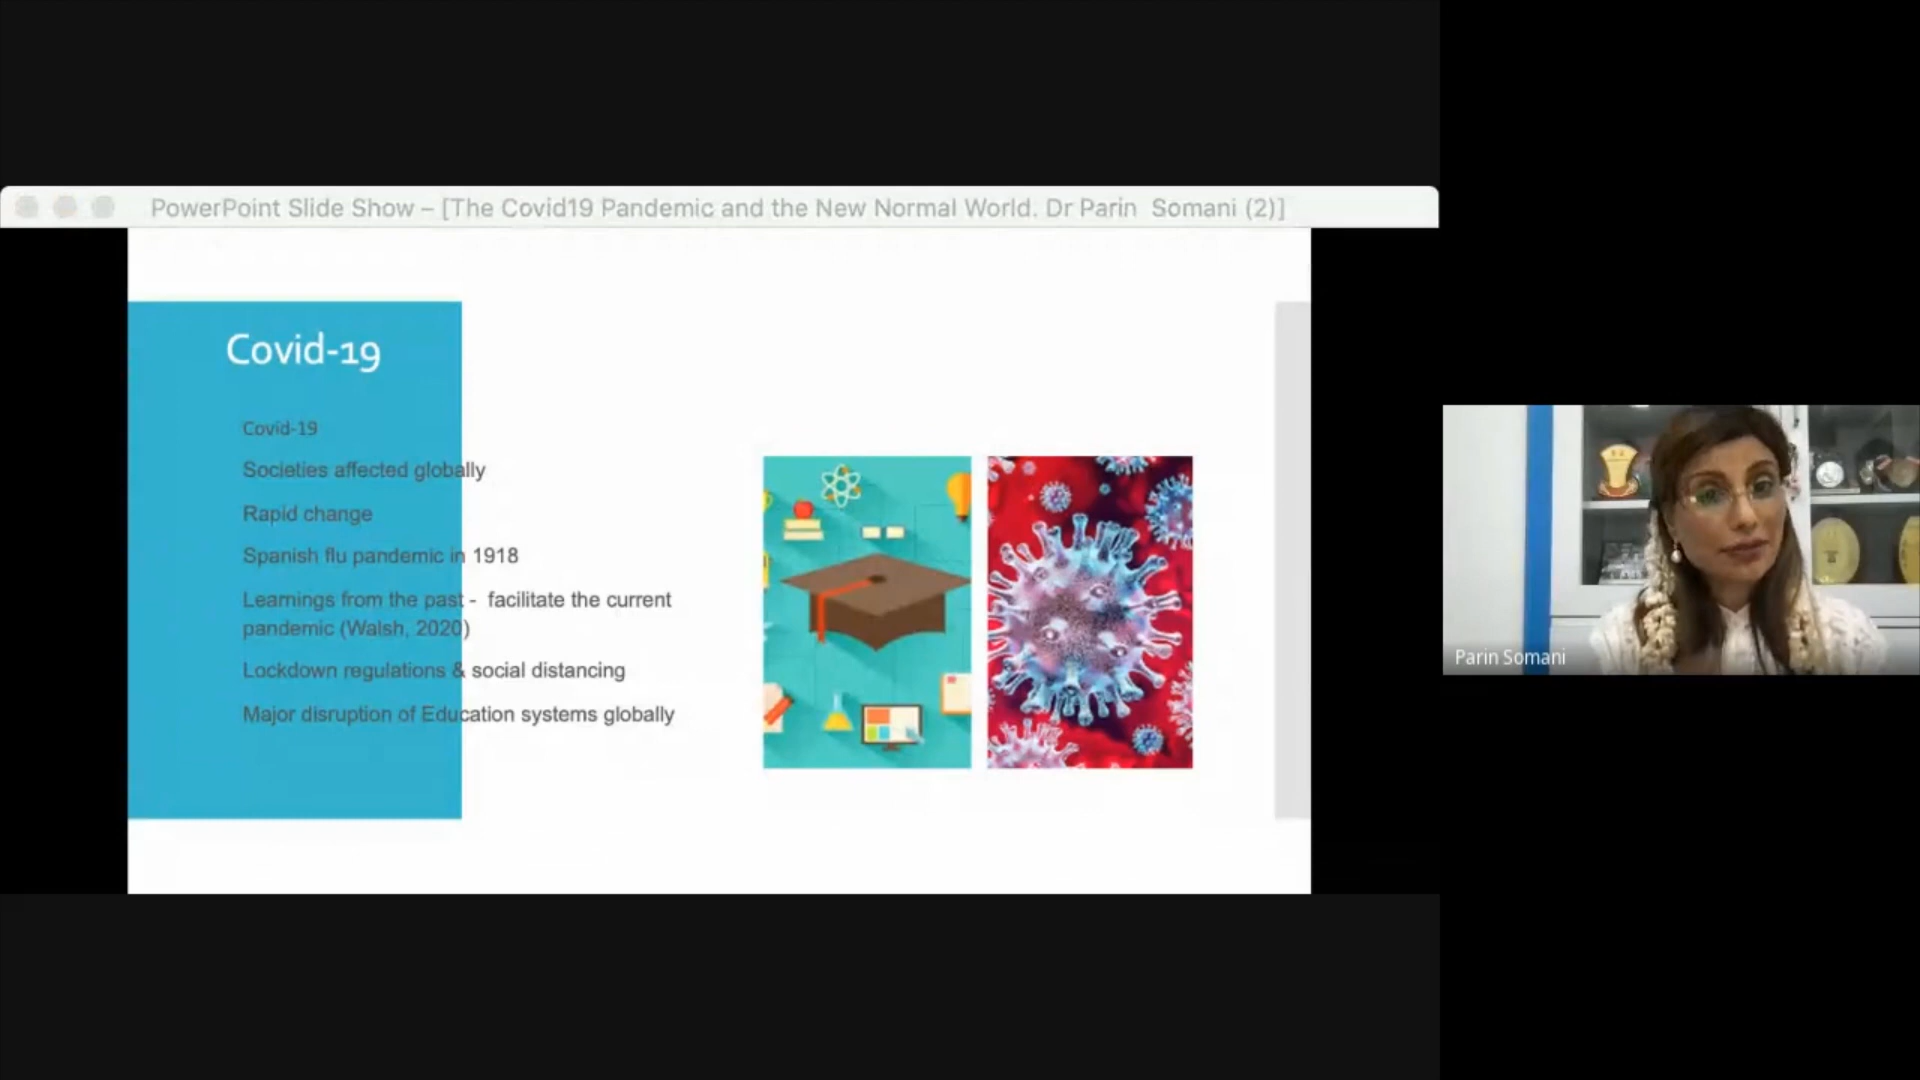 PowerPoint Slide Show – [The Covid19 Pandemic and the New Normal World. Dr Parin Somani (2)]
Covid-19
Covid-19
Societies affected globally
Rapid change
Spanish flu pandemic in 1918
Learnings from the past - facilitate the current
pandemic (Walsh, 2020)
Lockdown regulations & social distancing
Major disruption of Education systems globally
Parin Somani